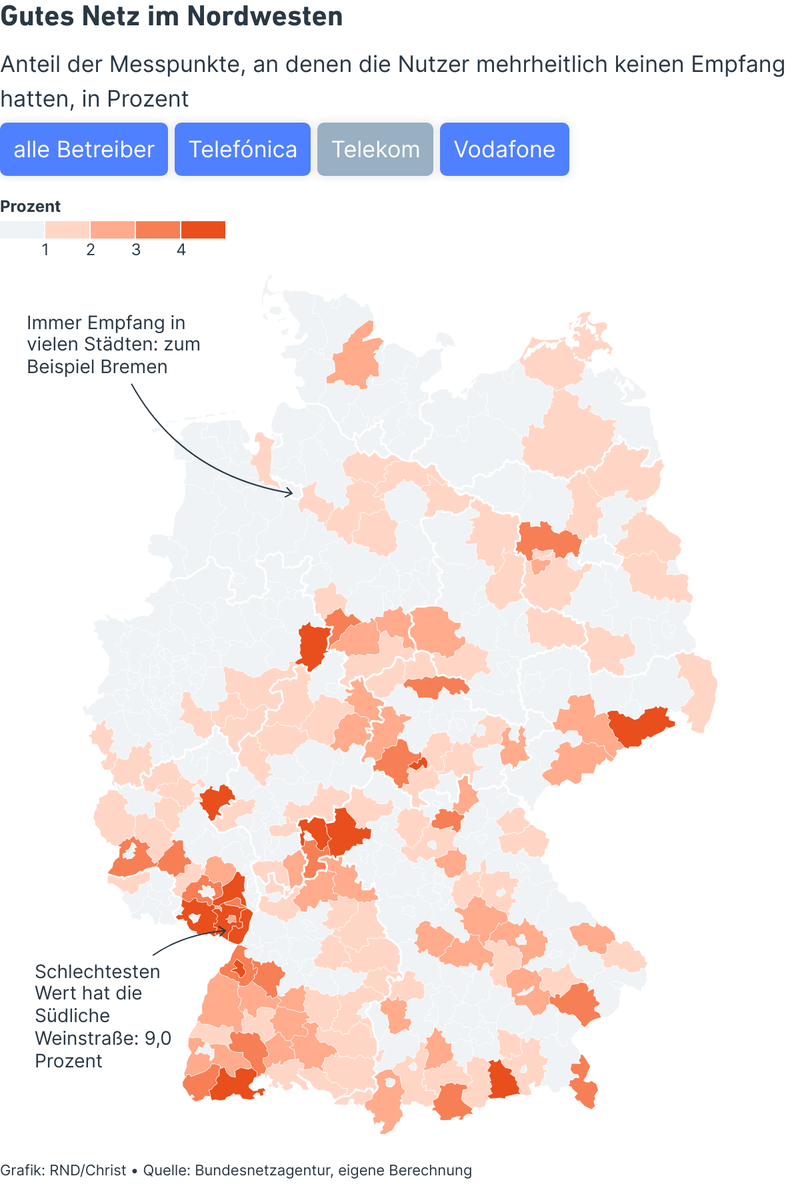 Gutes Netz im Nordwesten
Anteil der Messpunkte, an denen die Nutzer mehrheitlich keinen Empfang
hatten, in Prozent
alle Betreiber Telefónica Telekom Vodafone
Prozent
1 2 3 4
Immer Empfang in
vielen Städten: zum
Beispiel Bremen
Schlechtesten
Wert hat die
Südliche
Weinstraße: 9,0
Prozent
Grafik: RND/Christ • Quelle: Bundesnetzagentur, eigene Berechnung